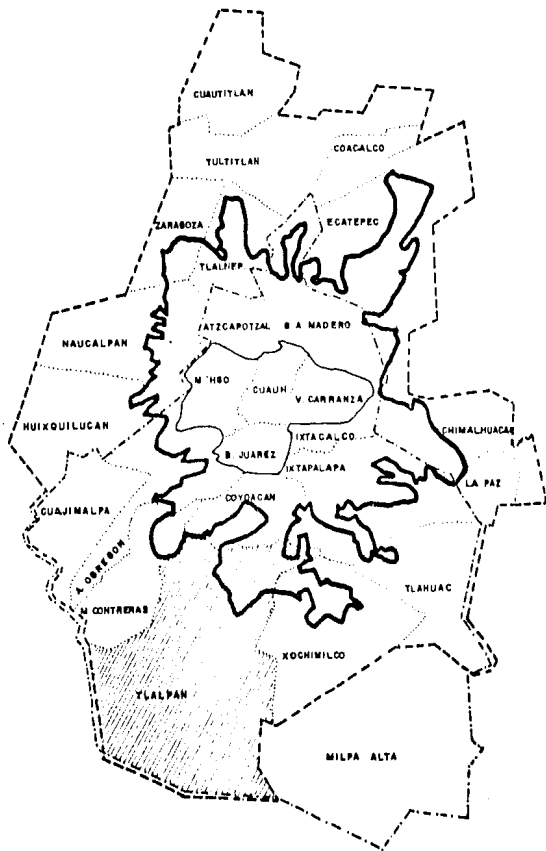 CUAUTITLAN
COACALCO
TULTITLAN
ZARAGOZA
ECATEPEC
TLALNEP
ATZCAPOTZAL
G A MADERO
NAUCALPAN
M. HGO
CUAUH
V. CARRANZA
HUIXQUILUCAN
IXTACALCO
CHIMALHUACAN
B. JUAREZ
IXTAPALAPA
LA PAZ
COYOACAN
CUAJIMALPA
A. OBREGON
TLAHUAC
M. CONTRERAS
XOCHIMILCO
TLALPAN
MILPA ALTA